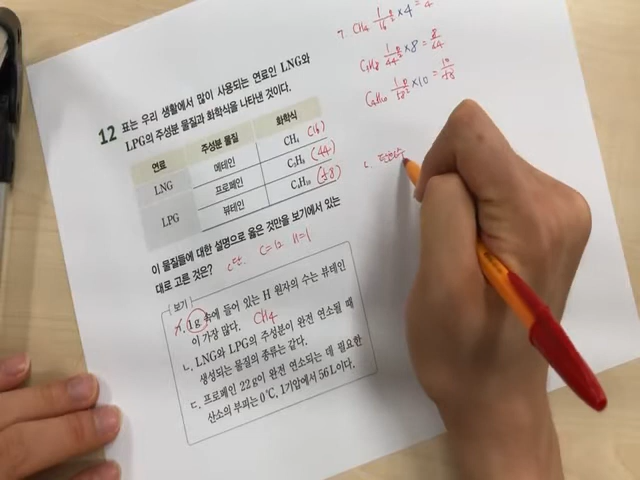 12 표는 우리 생활에서 많이 사용되는 연료인 LNG와
LPG의 주성분 물질과 화학식을 나타낸 것이다.
연료 주성분 물질 화학식
LNG 메테인 CH₄ (16)
LPG 프로페인 C₃H₈ (44)
뷰테인 C₄H₁₀ (58)
이 물질들에 대한 설명으로 옳은 것만을 보기에서 있는
대로 고른 것은? C=12 H=1
보기
ㄱ. 1g 속에 들어 있는 H 원자의 수는 뷰테인
이 가장 많다. CH₄
ㄴ. LNG와 LPG의 주성분이 완전 연소될 때
생성되는 물질의 종류는 같다.
ㄷ. 프로페인 22 g이 완전 연소되는 데 필요한
산소의 부피는 0℃, 1기압에서 56 L이다.
ㄱ. CH₄ 1/16 ×4 = /4
C₃H₈ 1/44 ×8 = 8/44
C₄H₁₀ 1/58 ×10 = 10/58
ㄴ. 탄화수